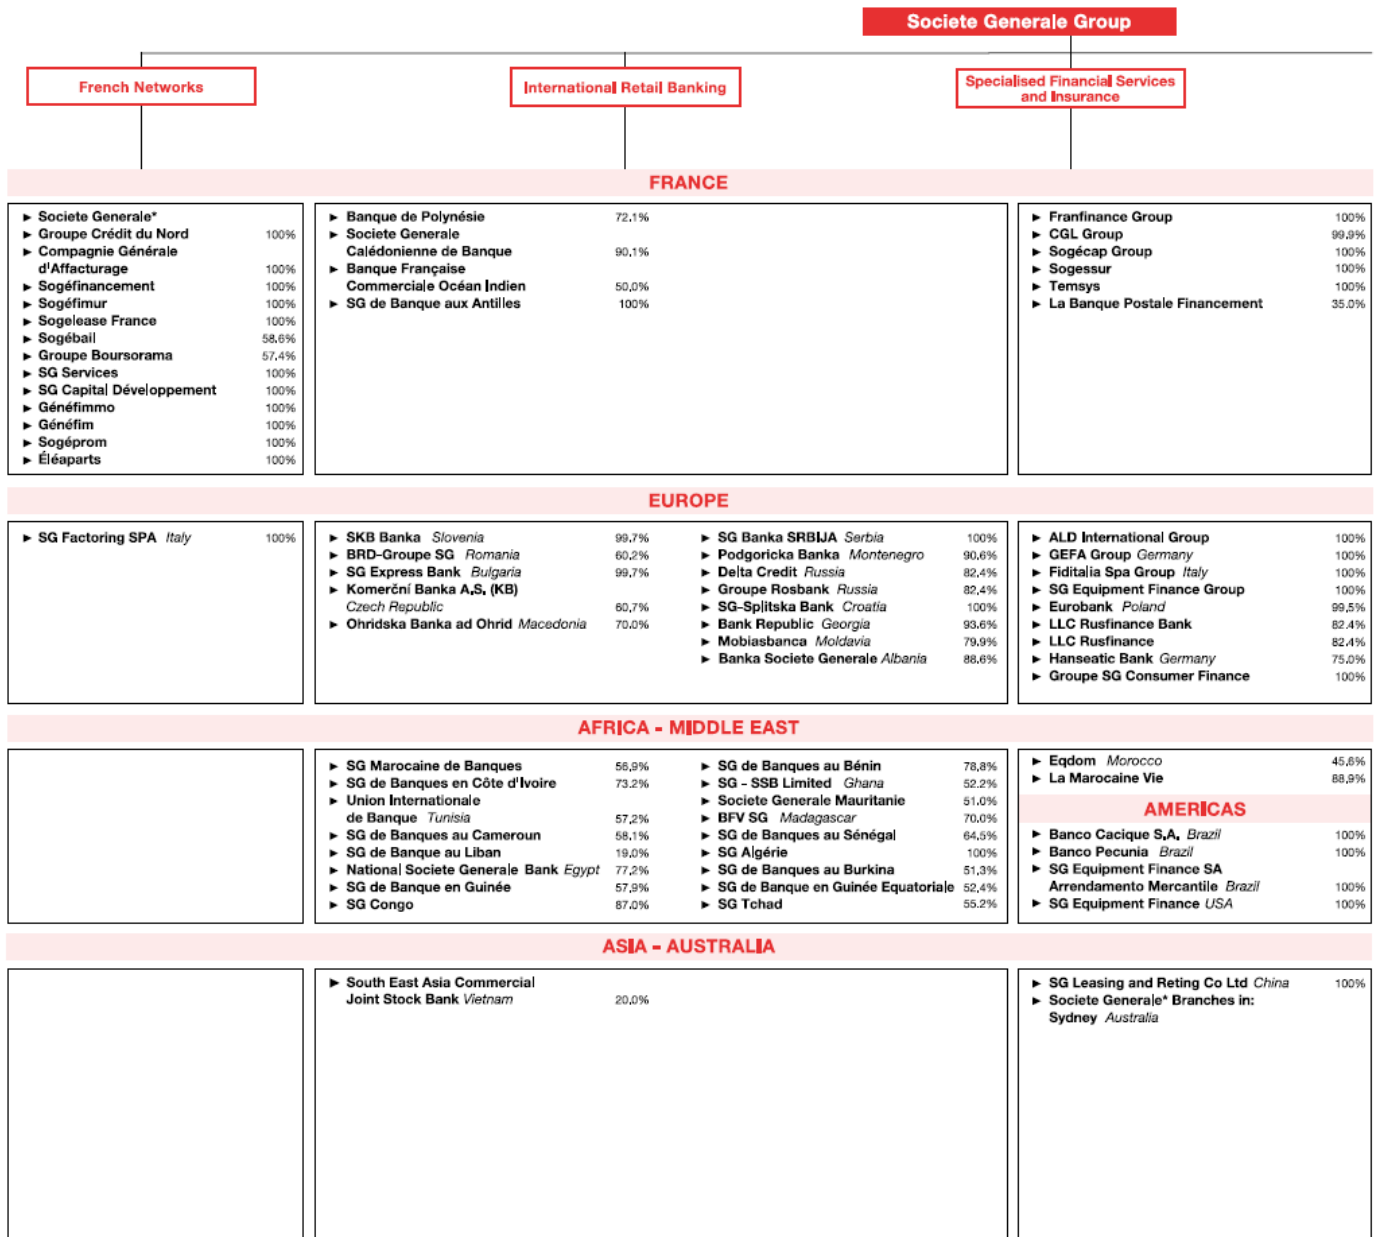 Societe Generale Group
French Networks
International Retail Banking
Specialised Financial Services
and Insurance
FRANCE
► Societe Generale*
► Groupe Crédit du Nord 100%
► Compagnie Générale
d'Affacturage 100%
► Sogéfinancement 100%
► Sogéfimur 100%
► Sogelease France 100%
► Sogébail 58.6%
► Groupe Boursorama 57.4%
► SG Services 100%
► SG Capital Développement 100%
► Généfimmo 100%
► Généfim 100%
► Sogéprom 100%
► Éléaparts 100%
► Banque de Polynésie 72.1%
► Societe Generale
Calédonienne de Banque 90.1%
► Banque Française
Commerciale Océan Indien 50.0%
► SG de Banque aux Antilles 100%
► Franfinance Group 100%
► CGL Group 99.9%
► Sogécap Group 100%
► Sogessur 100%
► Temsys 100%
► La Banque Postale Financement 35.0%
EUROPE
► SG Factoring SPA Italy 100%
► SKB Banka Slovenia 99.7%
► BRD-Groupe SG Romania 60.2%
► SG Express Bank Bulgaria 99.7%
► Komerční Banka A.S. (KB)
Czech Republic 60.7%
► Ohridska Banka ad Ohrid Macedonia 70.0%
► SG Banka SRBIJA Serbia 100%
► Podgoricka Banka Montenegro 90.6%
► Delta Credit Russia 82.4%
► Groupe Rosbank Russia 82.4%
► SG-Splitska Bank Croatia 100%
► Bank Republic Georgia 93.6%
► Mobiasbanca Moldavia 79.9%
► Banka Societe Generale Albania 88.6%
► ALD International Group 100%
► GEFA Group Germany 100%
► Fiditalia Spa Group Italy 100%
► SG Equipment Finance Group 100%
► Eurobank Poland 99.5%
► LLC Rusfinance Bank 82.4%
► LLC Rusfinance 82.4%
► Hanseatic Bank Germany 75.0%
► Groupe SG Consumer Finance 100%
AFRICA - MIDDLE EAST
► SG Marocaine de Banques 56.9%
► SG de Banques en Côte d'Ivoire 73.2%
► Union Internationale
de Banque Tunisia 57.2%
► SG de Banques au Cameroun 58.1%
► SG de Banque au Liban 19.0%
► National Societe Generale Bank Egypt 77.2%
► SG de Banque en Guinée 57.9%
► SG Congo 87.0%
► SG de Banques au Bénin 78.8%
► SG - SSB Limited Ghana 52.2%
► Societe Generale Mauritanie 51.0%
► BFV SG Madagascar 70.0%
► SG de Banques au Sénégal 64.5%
► SG Algérie 100%
► SG de Banques au Burkina 51.3%
► SG de Banque en Guinée Equatoriale 52.4%
► SG Tchad 55.2%
► Eqdom Morocco 45.6%
► La Marocaine Vie 88.9%
AMERICAS
► Banco Cacique S.A. Brazil 100%
► Banco Pecunia Brazil 100%
► SG Equipment Finance SA
Arrendamento Mercantile Brazil 100%
► SG Equipment Finance USA 100%
ASIA - AUSTRALIA
► South East Asia Commercial
Joint Stock Bank Vietnam 20.0%
► SG Leasing and Reting Co Ltd China 100%
► Societe Generale* Branches in:
Sydney Australia